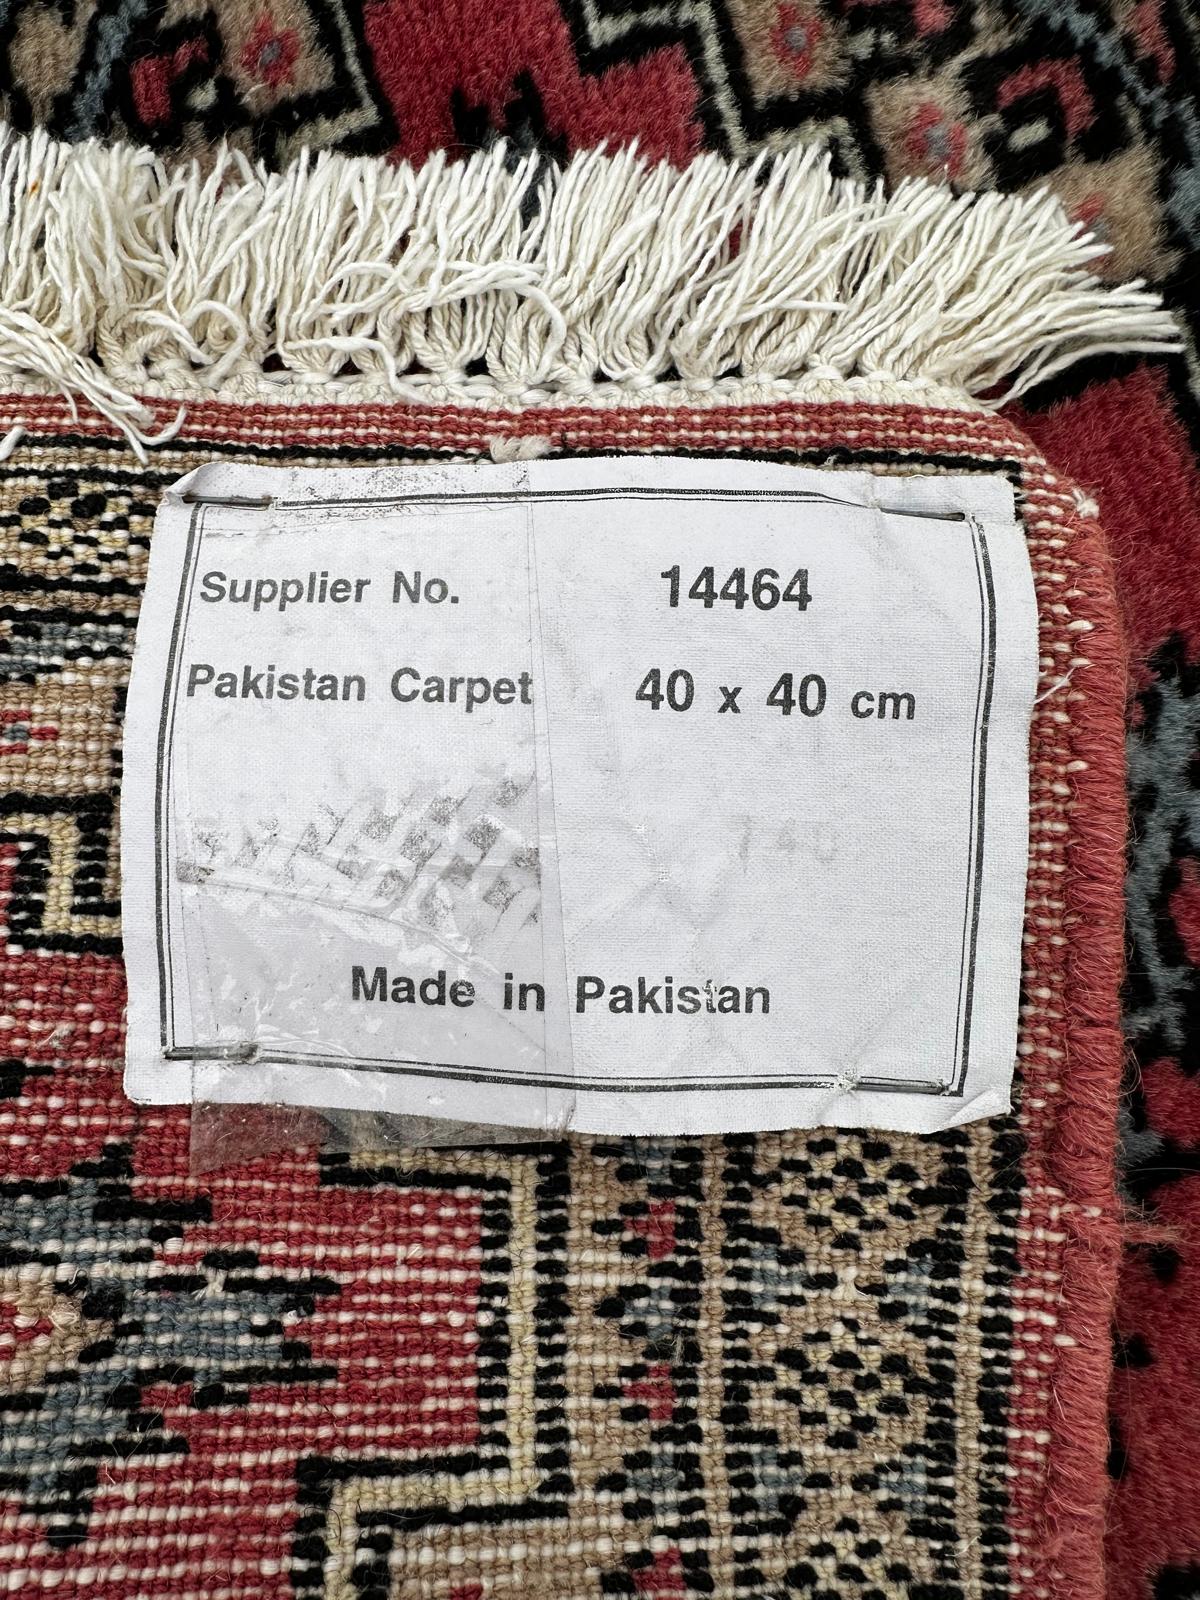 Supplier No. 14464
Pakistan Carpet 40 x 40 cm
Made in Pakistan